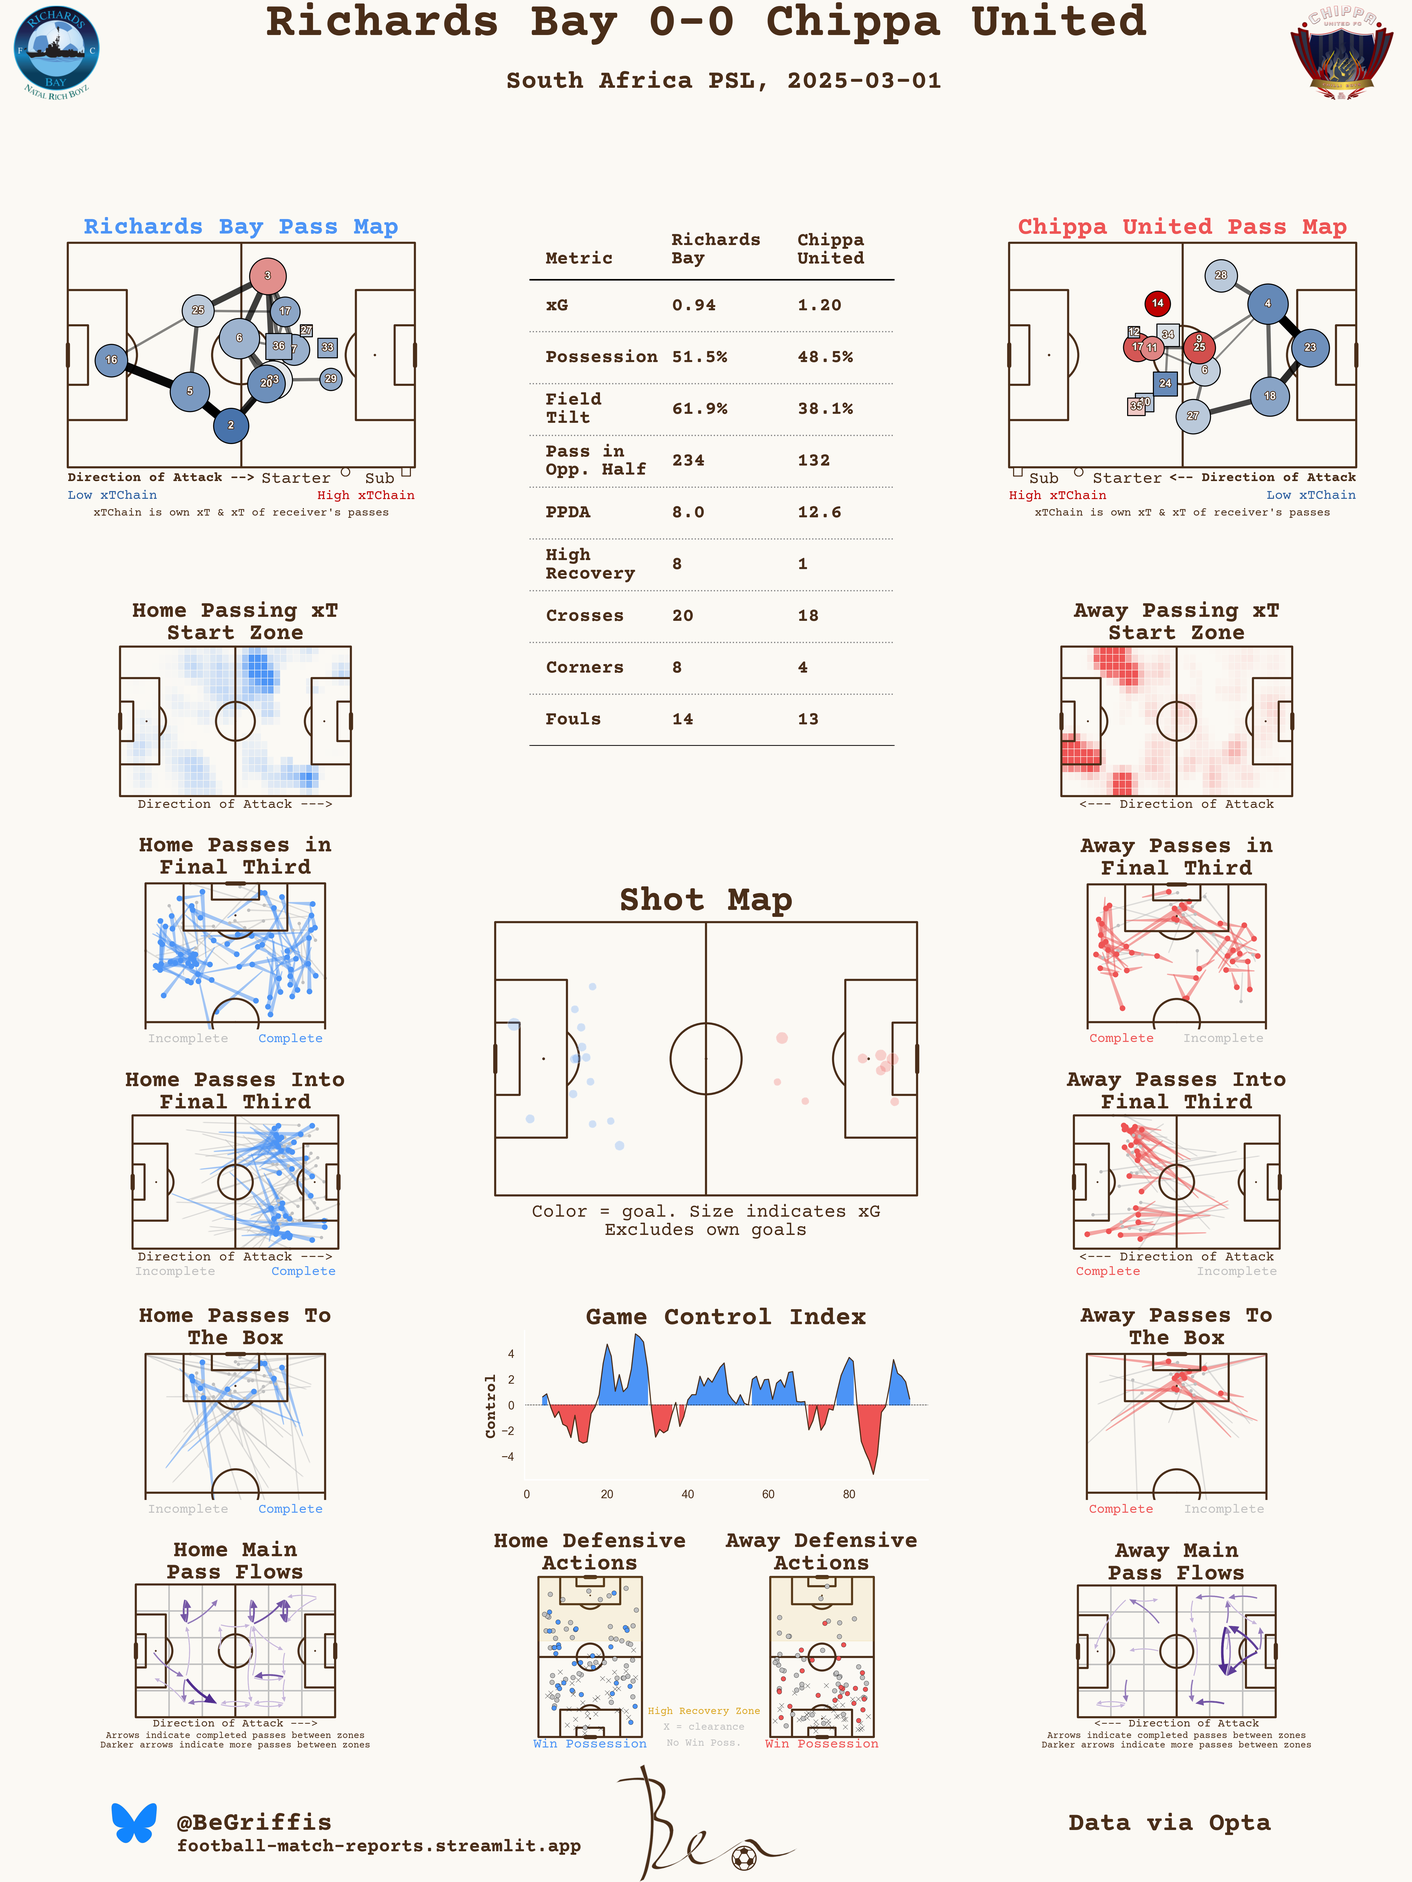 Richards Bay 0-0 Chippa United
South Africa PSL, 2025-03-01
RICHARDS
F C
BAY
NATAL RICH BOYZ
CHIPPA
UNITED FC
Richards Bay Pass Map
3
25
17
27
6
36
7
33
16
23
20
29
5
2
Direction of Attack --> Starter Sub
Low xTChain High xTChain
xTChain is own xT & xT of receiver's passes
Metric Richards Bay Chippa United
xG 0.94 1.20
Possession 51.5% 48.5%
Field Tilt 61.9% 38.1%
Pass in Opp. Half 234 132
PPDA 8.0 12.6
High Recovery 8 1
Crosses 20 18
Corners 8 4
Fouls 14 13
Chippa United Pass Map
28
14
4
12
34
9
17
11
25
23
6
24
18
35
27
Sub Starter <-- Direction of Attack
High xTChain Low xTChain
xTChain is own xT & xT of receiver's passes
Home Passing xT
Start Zone
Direction of Attack --->
Away Passing xT
Start Zone
<--- Direction of Attack
Home Passes in
Final Third
Incomplete Complete
Away Passes in
Final Third
Complete Incomplete
Shot Map
Color = goal. Size indicates xG
Excludes own goals
Home Passes Into
Final Third
Direction of Attack --->
Incomplete Complete
Away Passes Into
Final Third
<--- Direction of Attack
Complete Incomplete
Home Passes To
The Box
Incomplete Complete
Game Control Index
Control
4
2
0
−2
−4
0 20 40 60 80
Away Passes To
The Box
Complete Incomplete
Home Main
Pass Flows
Direction of Attack --->
Arrows indicate completed passes between zones
Darker arrows indicate more passes between zones
Home Defensive
Actions
Win Possession
Away Defensive
Actions
Win Possession
High Recovery Zone
X = clearance
No Win Poss.
Away Main
Pass Flows
<--- Direction of Attack
Arrows indicate completed passes between zones
Darker arrows indicate more passes between zones
@BeGriffis
football-match-reports.streamlit.app
Ben
Data via Opta